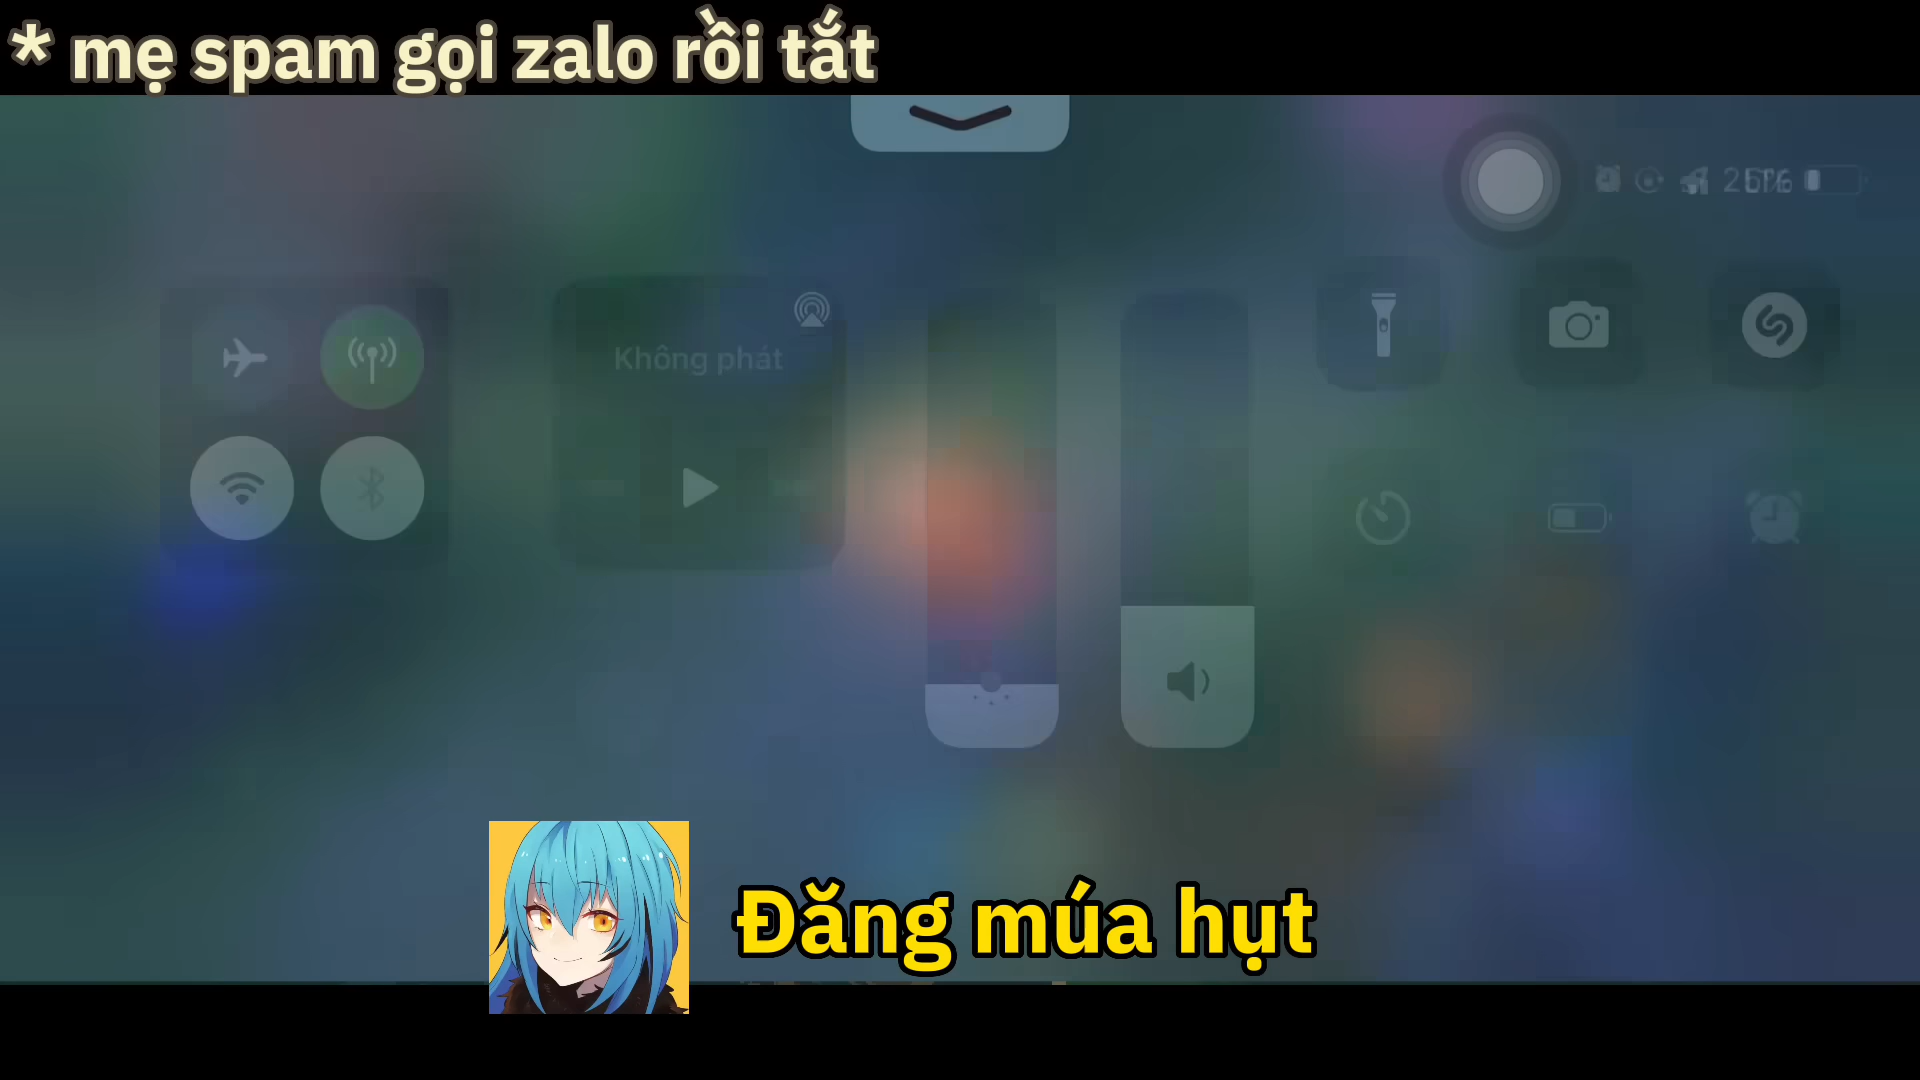 * mẹ spam gọi zalo rồi tắt
Không phát
Đăng múa hụt